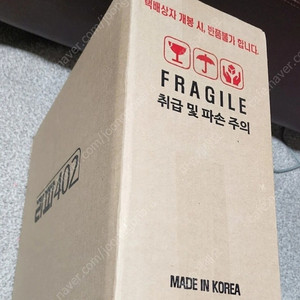 택배상자 개봉 시, 반품불가 합니다.
FRAGILE
취급 및 파손 주의
402
MADE IN KOREA